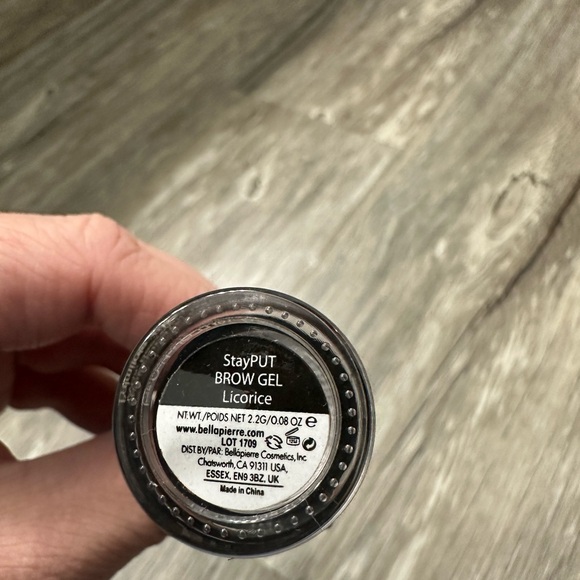 StayPUT
BROW GEL
Licorice
NT.WT./POIDS NET 2.2G/0.08 OZ ℮
www.bellapierre.com
LOT 1709
DIST.BY/PAR: Bellápierre Cosmetics, Inc
Chatsworth, CA 91311 USA,
ESSEX, EN9 3BZ, UK
Made in China